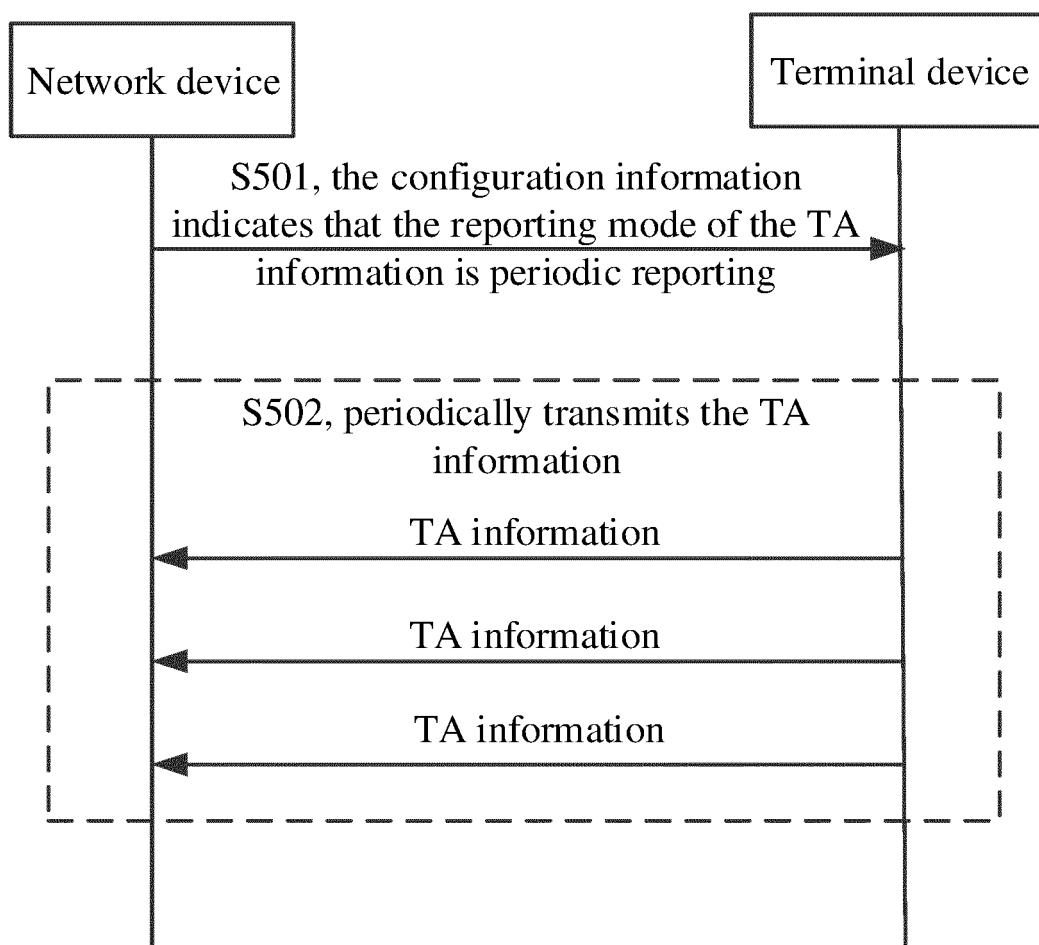 Network device
Terminal device
S501, the configuration information
indicates that the reporting mode of the TA
information is periodic reporting
S502, periodically transmits the TA
information
TA information
TA information
TA information